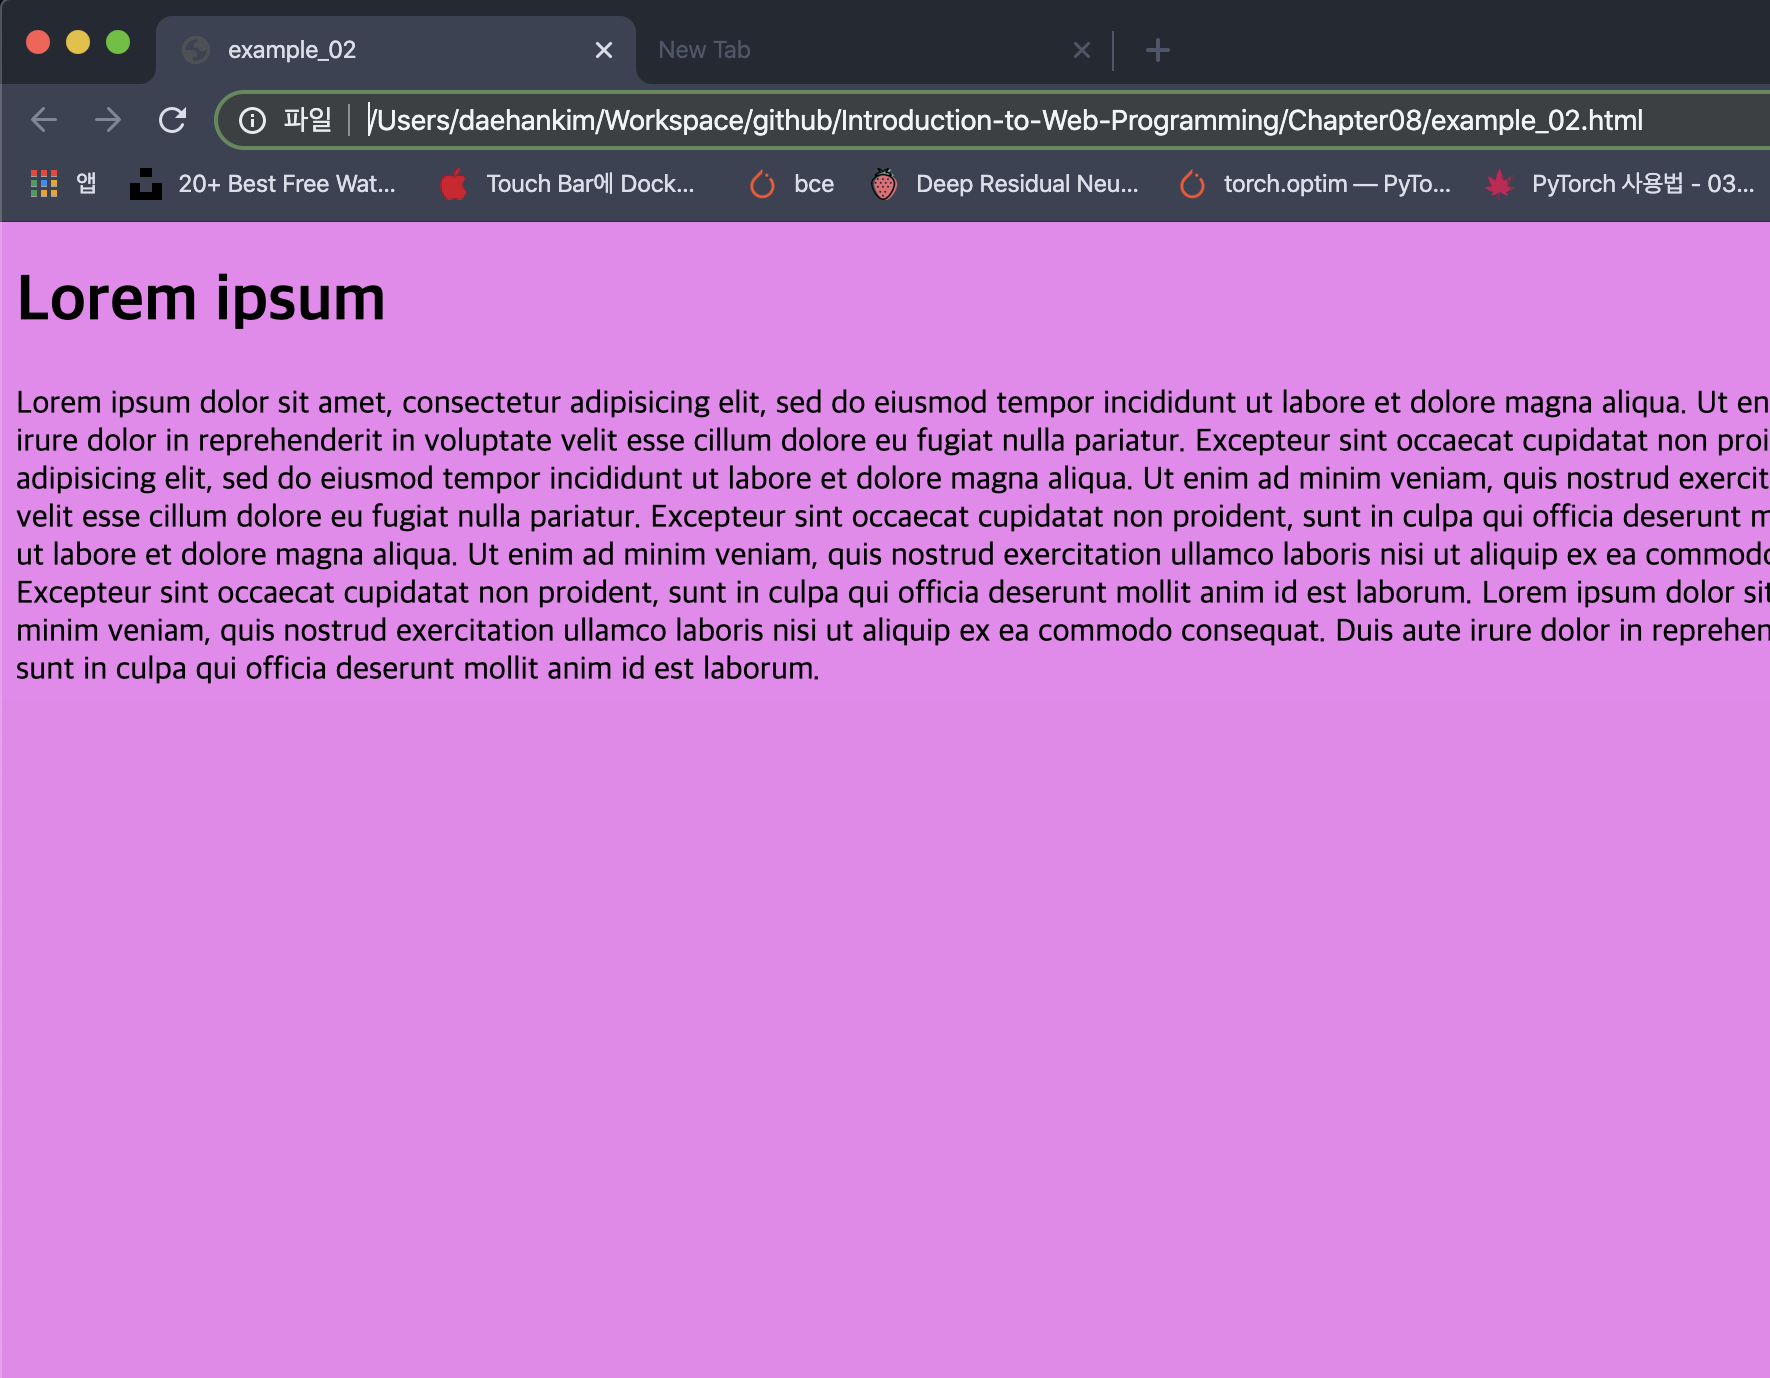 example_02
New Tab
파일 /Users/daehankim/Workspace/github/Introduction-to-Web-Programming/Chapter08/example_02.html
앱 20+ Best Free Wat... Touch Bar에 Dock... bce Deep Residual Neu... torch.optim — PyTo... PyTorch 사용법 - 03...
Lorem ipsum
Lorem ipsum dolor sit amet, consectetur adipisicing elit, sed do eiusmod tempor incididunt ut labore et dolore magna aliqua. Ut en
irure dolor in reprehenderit in voluptate velit esse cillum dolore eu fugiat nulla pariatur. Excepteur sint occaecat cupidatat non proi
adipisicing elit, sed do eiusmod tempor incididunt ut labore et dolore magna aliqua. Ut enim ad minim veniam, quis nostrud exercit
velit esse cillum dolore eu fugiat nulla pariatur. Excepteur sint occaecat cupidatat non proident, sunt in culpa qui officia deserunt m
ut labore et dolore magna aliqua. Ut enim ad minim veniam, quis nostrud exercitation ullamco laboris nisi ut aliquip ex ea commodo
Excepteur sint occaecat cupidatat non proident, sunt in culpa qui officia deserunt mollit anim id est laborum. Lorem ipsum dolor sit
minim veniam, quis nostrud exercitation ullamco laboris nisi ut aliquip ex ea commodo consequat. Duis aute irure dolor in reprehen
sunt in culpa qui officia deserunt mollit anim id est laborum.